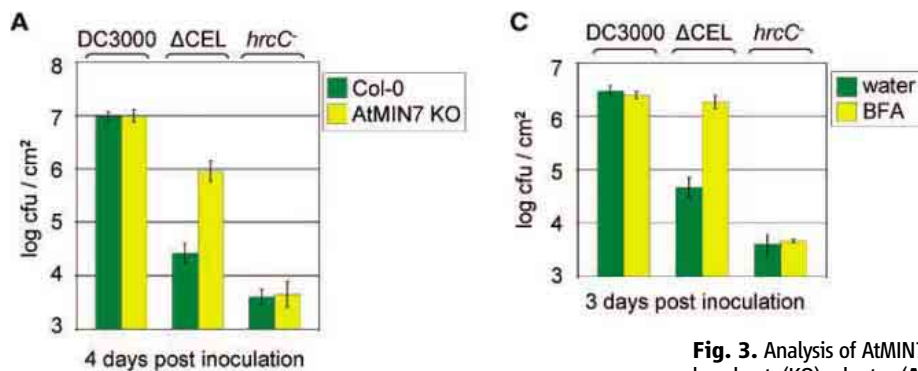 A
DC3000 ΔCEL hrcC-
8
7
6
5
4
3
log cfu / cm²
Col-0
AtMIN7 KO
4 days post inoculation
C
DC3000 ΔCEL hrcC-
7
6
5
4
3
log cfu / cm²
water
BFA
3 days post inoculation
Fig. 3. Analysis of AtMIN7